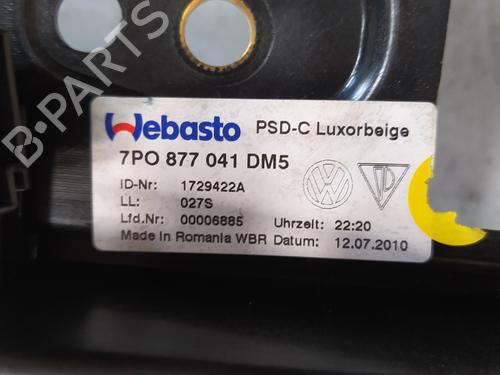 B-PARTS
Webasto PSD-C Luxorbeige
7PO 877 041 DM5
ID-Nr: 1729422A
LL: 027S
Lfd.Nr: 00006885 Uhrzeit: 22:20
Made in Romania WBR Datum: 12.07.2010